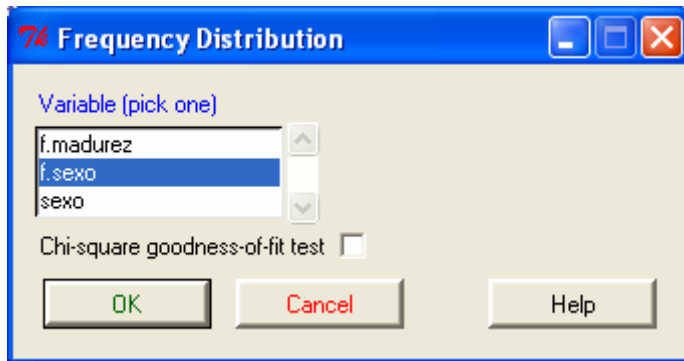 Frequency Distribution
Variable (pick one)
f.madurez
f.sexo
sexo
Chi-square goodness-of-fit test
OK Cancel Help